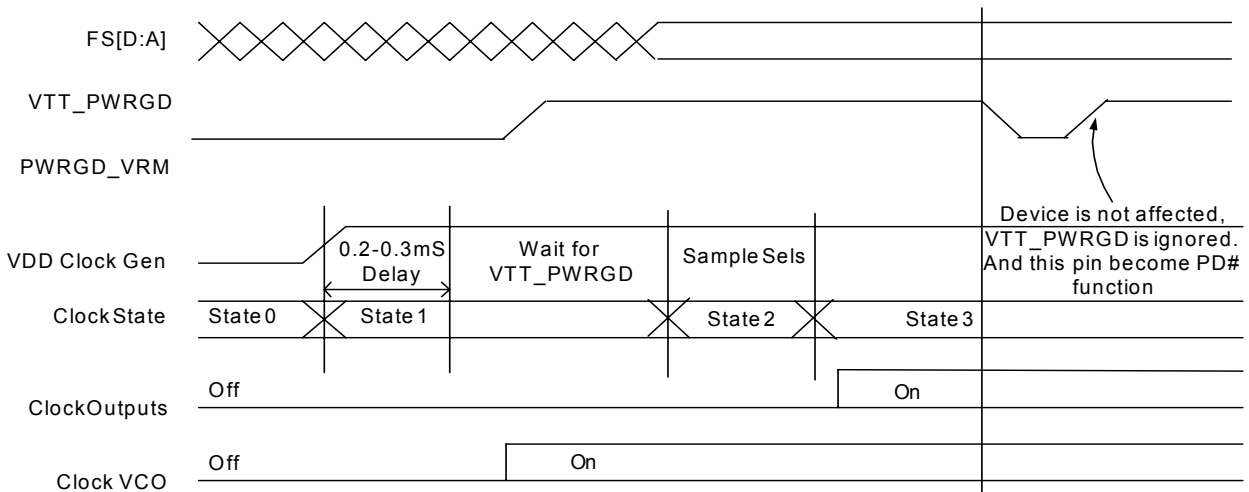 FS[D:A]
VTT_PWRGD
PWRGD_VRM
VDD Clock Gen
0.2-0.3mS
Delay
Wait for
VTT_PWRGD
Sample Sels
Device is not affected,
VTT_PWRGD is ignored.
And this pin become PD#
function
Clock State
State 0
State 1
State 2
State 3
Clock Outputs
Off
On
Clock VCO
Off
On